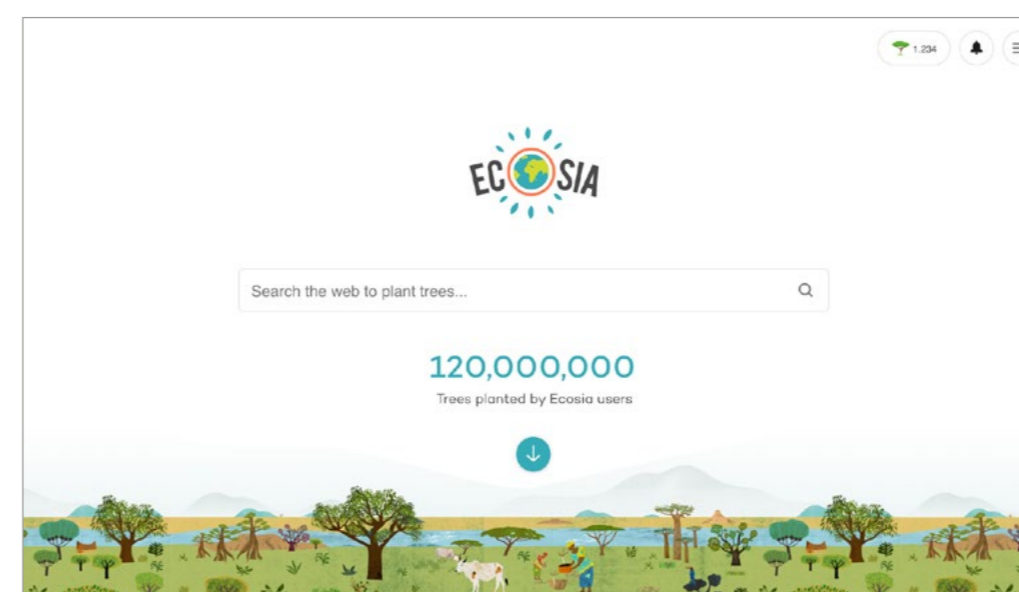 1.234
ECOSIA
Search the web to plant trees...
120,000,000
Trees planted by Ecosia users